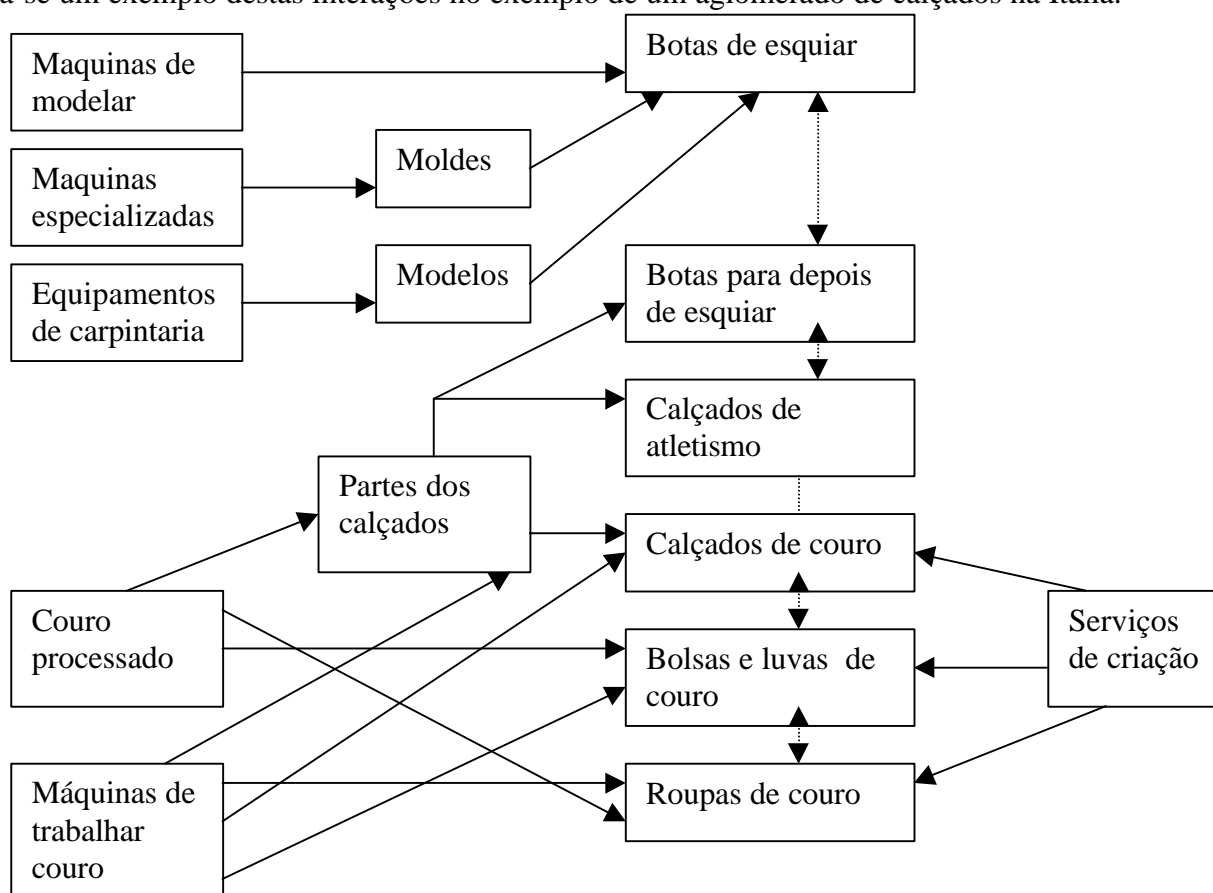 a-se um exemplo destas interações no exemplo de um aglomerado de calçados na Itália:
Maquinas de
modelar
Botas de esquiar
Maquinas
especializadas
Moldes
Equipamentos
de carpintaria
Modelos
Botas para depois
de esquiar
Calçados de
atletismo
Partes dos
calçados
Calçados de couro
Couro
processado
Bolsas e luvas de
couro
Serviços
de criação
Máquinas de
trabalhar
couro
Roupas de couro